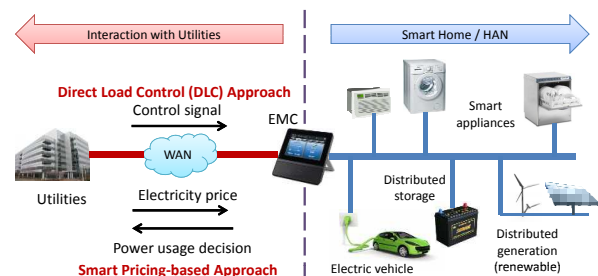 Interaction with Utilities
Smart Home / HAN
Direct Load Control (DLC) Approach
Control signal
EMC
WAN
Utilities
Electricity price
Power usage decision
Smart Pricing-based Approach
Smart
appliances
Distributed
storage
Electric vehicle
Distributed
generation
(renewable)